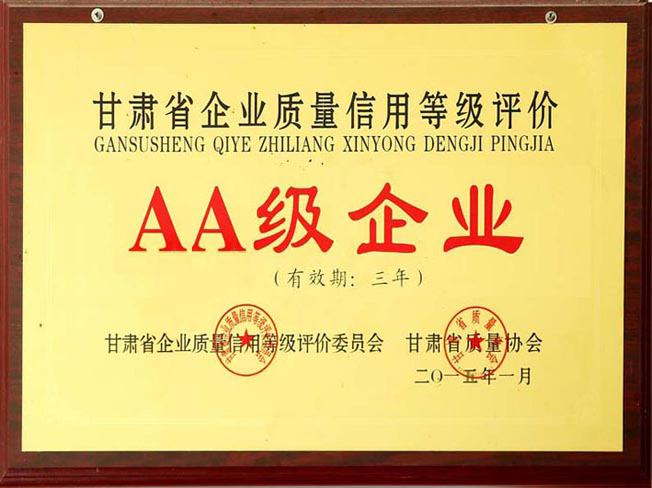 甘肃省企业质量信用等级评价
GANSUSHENG QIYE ZHILIANG XINYONG DENGJI PINGJIA
AA级企业
(有效期：三年)
甘肃省企业质量信用等级评价委员会 甘肃省质量协会
二〇一五年一月